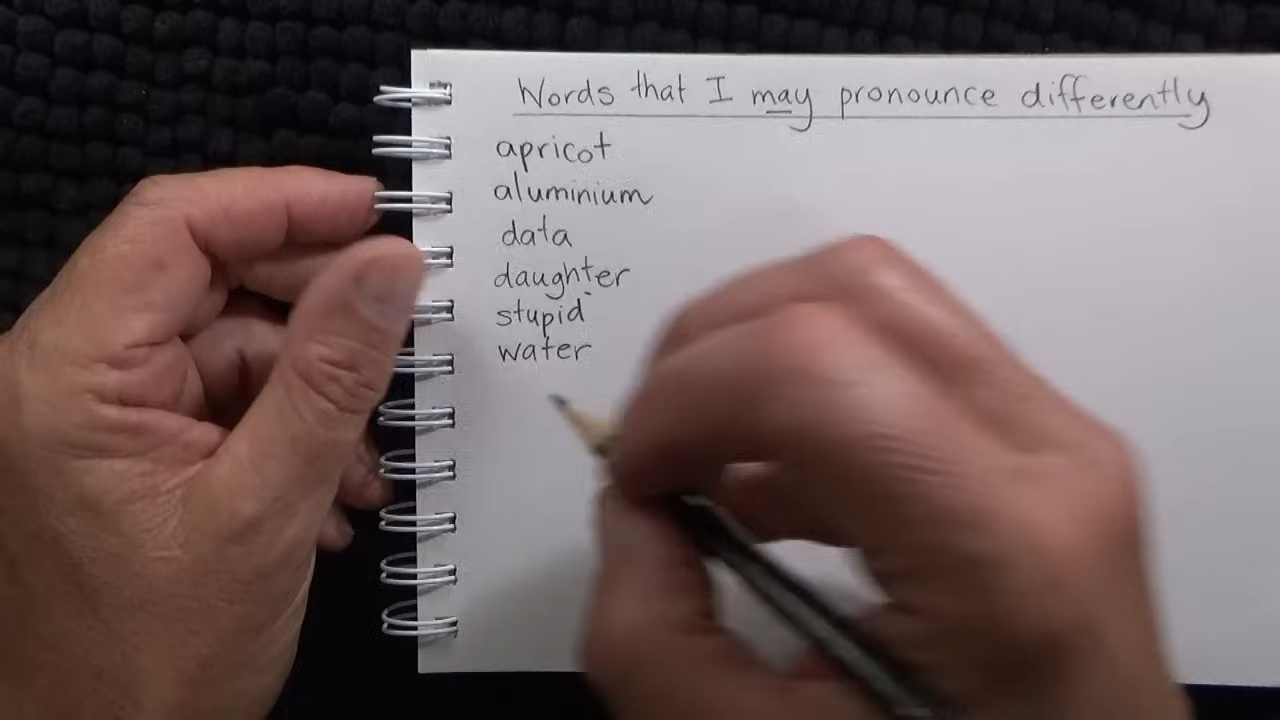 Words that I may pronounce differently
apricot
aluminium
data
daughter
stupid
water